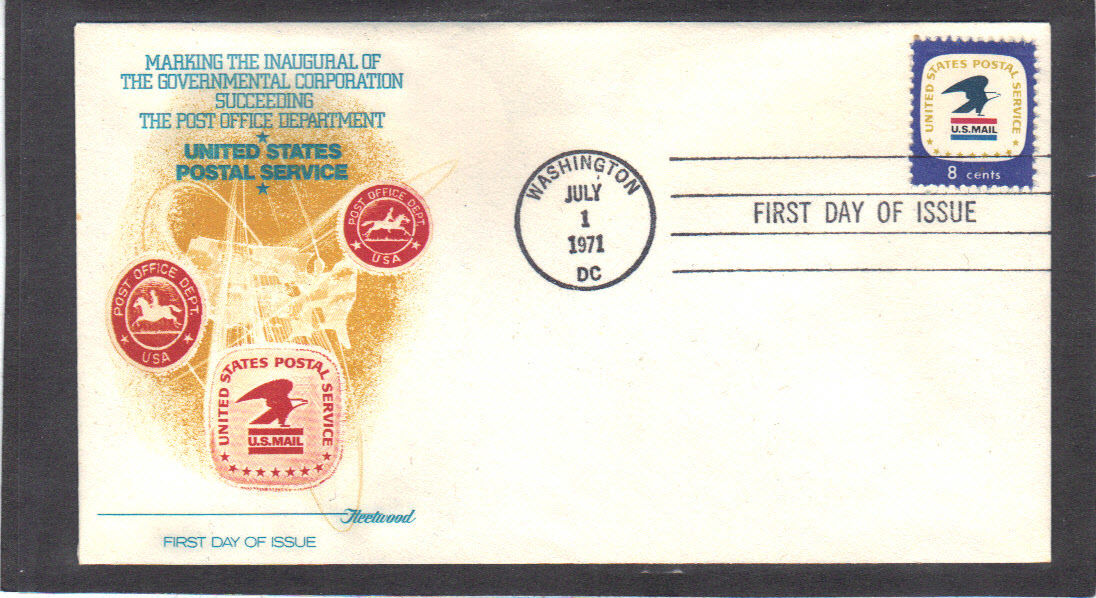 MARKING THE INAUGURAL OF
THE GOVERNMENTAL CORPORATION
SUCCEEDING
THE POST OFFICE DEPARTMENT
UNITED STATES
POSTAL SERVICE
POST OFFICE DEPT.
USA
POST OFFICE DEPT.
USA
UNITED STATES POSTAL SERVICE
U.S.MAIL
Fleetwood
FIRST DAY OF ISSUE
WASHINGTON
JULY
1
1971
DC
FIRST DAY OF ISSUE
UNITED STATES POSTAL SERVICE
U.S.MAIL
8 cents